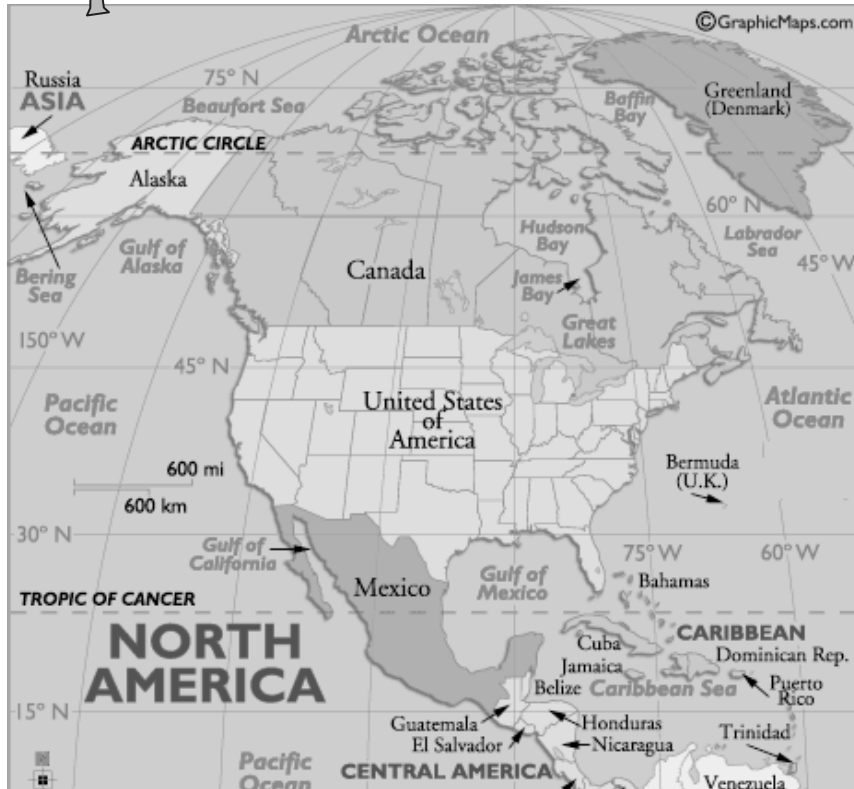 ©GraphicMaps.com
Arctic Ocean
Russia
ASIA
75° N
Beaufort Sea
Baffin
Bay
Greenland
(Denmark)
ARCTIC CIRCLE
Alaska
60° N
Gulf of
Alaska
Bering
Sea
Hudson
Bay
Labrador
Sea
45° W
Canada
James
Bay
Great
Lakes
150° W
45° N
Pacific
Ocean
United States
of
America
Atlantic
Ocean
600 mi
600 km
Bermuda
(U.K.)
30° N
Gulf of
California
75° W
60° W
Mexico
Gulf of
Mexico
Bahamas
TROPIC OF CANCER
NORTH
AMERICA
Cuba
CARIBBEAN
Jamaica
Dominican Rep.
Belize
Caribbean Sea
Puerto
Rico
15° N
Guatemala
Honduras
El Salvador
Nicaragua
Trinidad
Pacific
Ocean
CENTRAL AMERICA
Venezuela